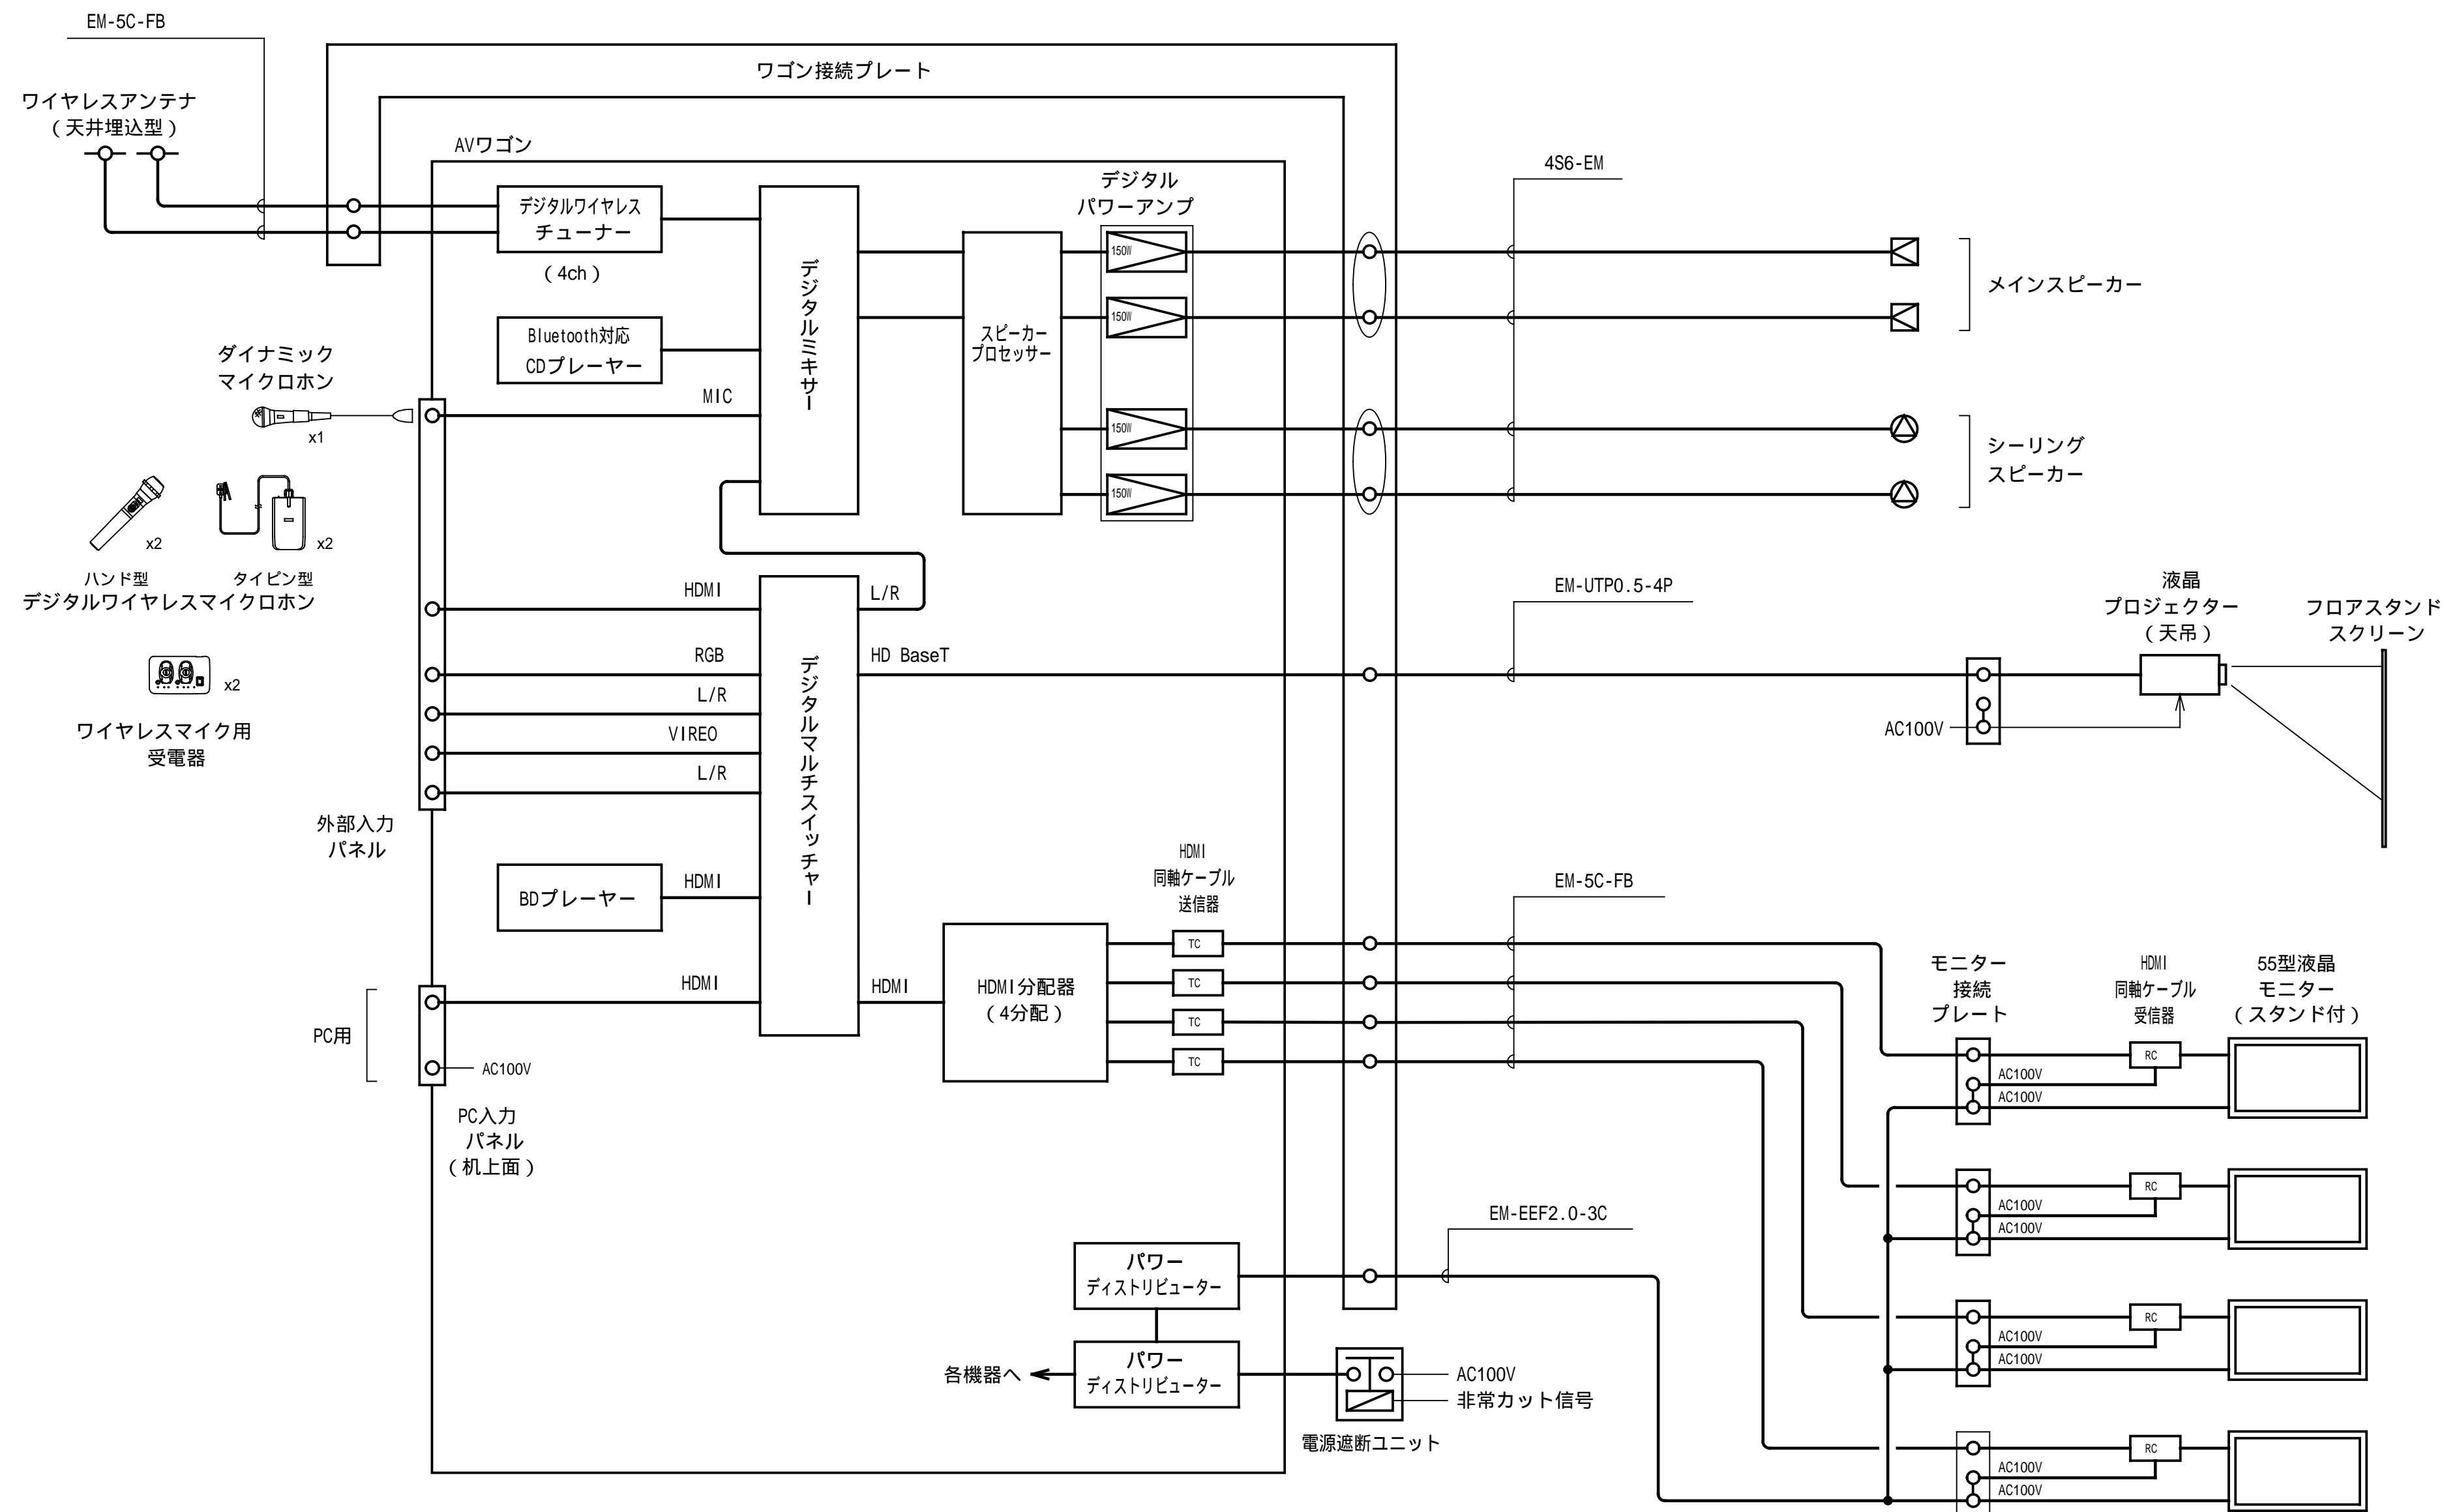 EM-5C-FB
ワゴン接続プレート
ワイヤレスアンテナ
（天井埋込型）
AVワゴン
4S6-EM
デジタル
パワーアンプ
デジタルワイヤレス
チューナー
（4ch）
150W
150W
150W
150W
メインスピーカー
Bluetooth対応
CDプレーヤー
デジタルミキサー
スピーカー
プロセッサー
ダイナミック
マイクロホン
x1
MIC
シーリング
スピーカー
x2
x2
ハンド型
タイピン型
デジタルワイヤレスマイクロホン
HDMI
L/R
EM-UTP0.5-4P
液晶
プロジェクター
（天吊）
フロアスタンド
スクリーン
RGB
HD BaseT
x2
L/R
ワイヤレスマイク用
受電器
VIREO
AC100V
L/R
デジタルマルチスイッチャー
外部入力
パネル
HDMI
同軸ケーブル
送信器
BDプレーヤー
HDMI
EM-5C-FB
TC
TC
TC
TC
HDMI
HDMI
HDMI分配器
（4分配）
モニター
接続
プレート
HDMI
同軸ケーブル
受信器
55型液晶
モニター
（スタンド付）
PC用
AC100V
RC
AC100V
AC100V
PC入力
パネル
（机上面）
RC
AC100V
AC100V
EM-EEF2.0-3C
パワー
ディストリビューター
RC
AC100V
AC100V
各機器へ
パワー
ディストリビューター
AC100V
非常カット信号
電源遮断ユニット
RC
AC100V
AC100V